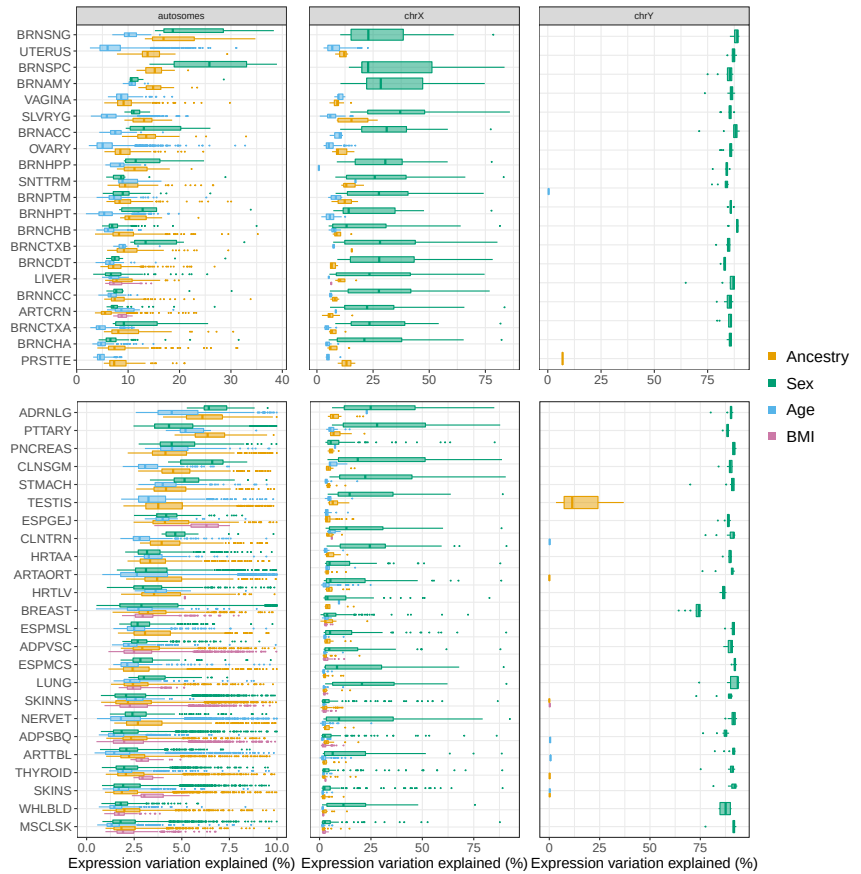 autosomes chrX chrY
BRNSNG
UTERUS
BRNSPC
BRNAMY
VAGINA
SLVRYG
BRNACC
OVARY
BRNHPP
SNTTRM
BRNPTM
BRNHPT
BRNCHB
BRNCTXB
BRNCDT
LIVER
BRNNCC
ARTCRN
BRNCTXA
BRNCHA
PRSTTE
0 10 20 30 40 0 25 50 75 0 25 50 75
Ancestry
Sex
Age
BMI
ADRNLG
PTTARY
PNCREAS
CLNSGM
STMACH
TESTIS
ESPGEJ
CLNTRN
HRTAA
ARTAORT
HRTLV
BREAST
ESPMSL
ADPVSC
ESPMCS
LUNG
SKINNS
NERVET
ADPSBQ
ARTTBL
THYROID
SKINS
WHLBLD
MSCLSK
0.0 2.5 5.0 7.5 10.0 0 25 50 75 0 25 50 75
Expression variation explained (%) Expression variation explained (%) Expression variation explained (%)